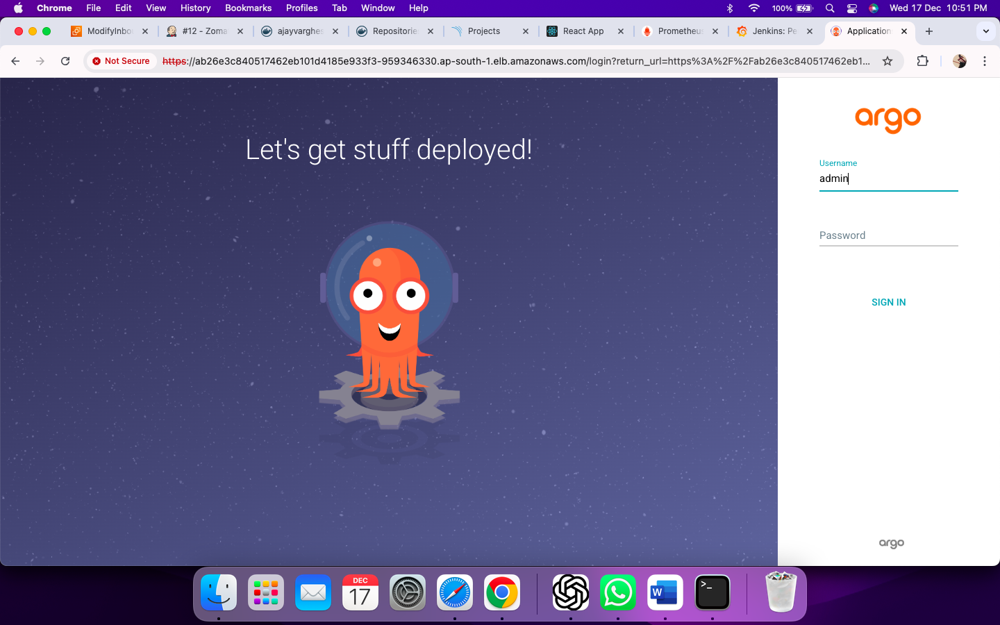 Chrome File Edit View History Bookmarks Profiles Tab Window Help 100% Wed 17 Dec 10:51 PM
ModifyInbo #12 - Zoma ajayvarghes Repositorie Projects React App Prometheus Jenkins: Pe Application
Not Secure https://ab26e3c840517462eb101d4185e933f3-959346330.ap-south-1.elb.amazonaws.com/login?return_url=https%3A%2F%2Fab26e3c840517462eb1...
Let's get stuff deployed!
argo
Username
admin
Password
SIGN IN
argo
DEC
17
W
>_